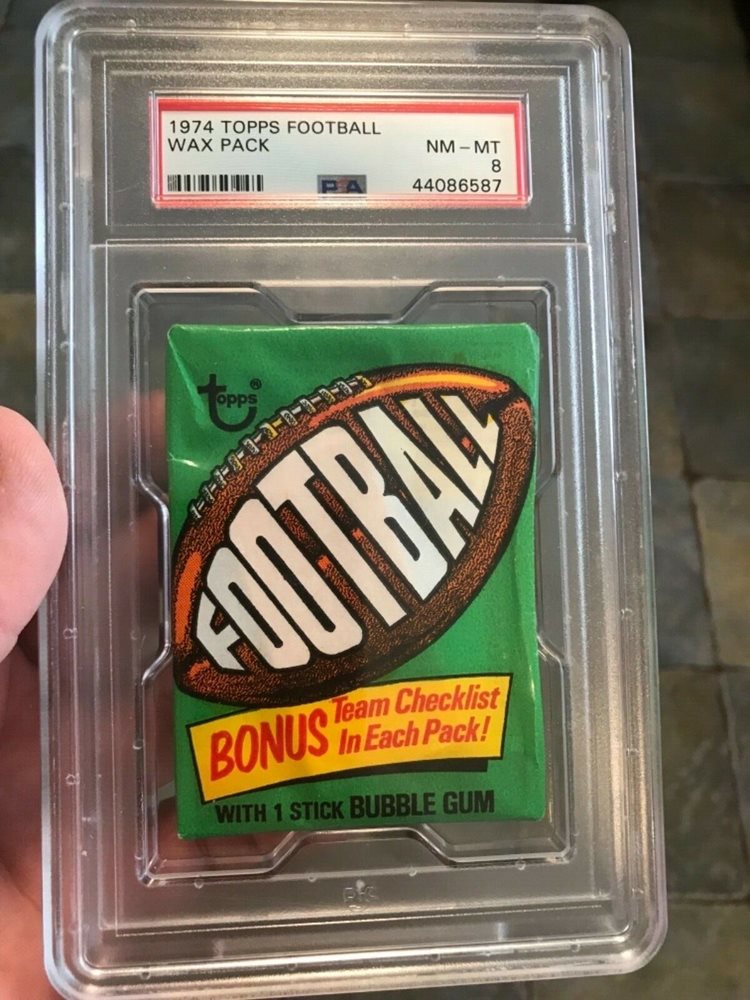 1974 TOPPS FOOTBALL
WAX PACK
NM - MT
8
PSA
44086587
topps®
FOOTBALL
BONUS Team Checklist
In Each Pack!
WITH 1 STICK BUBBLE GUM